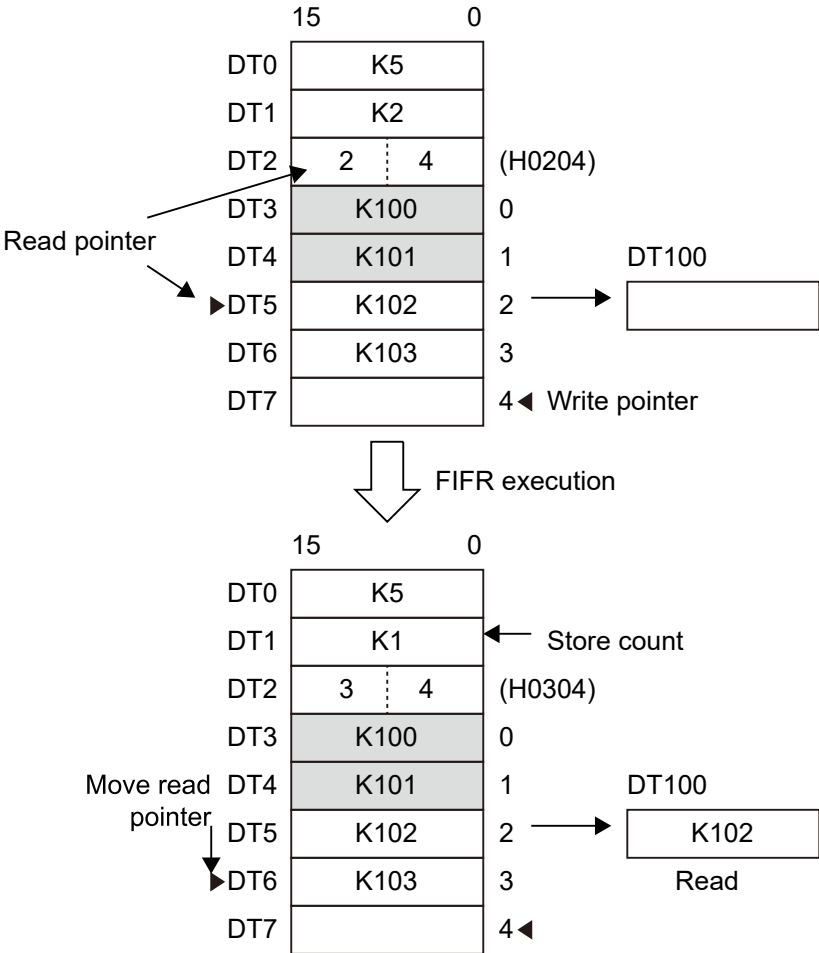 15 0
DT0 K5
DT1 K2
DT2 2 4 (H0204)
DT3 K100 0
Read pointer
DT4 K101 1 DT100
DT5 K102 2
DT6 K103 3
DT7 4 Write pointer
FIFR execution
15 0
DT0 K5
DT1 K1 Store count
DT2 3 4 (H0304)
DT3 K100 0
Move read
pointer
DT4 K101 1 DT100
DT5 K102 2 K102
DT6 K103 3 Read
DT7 4